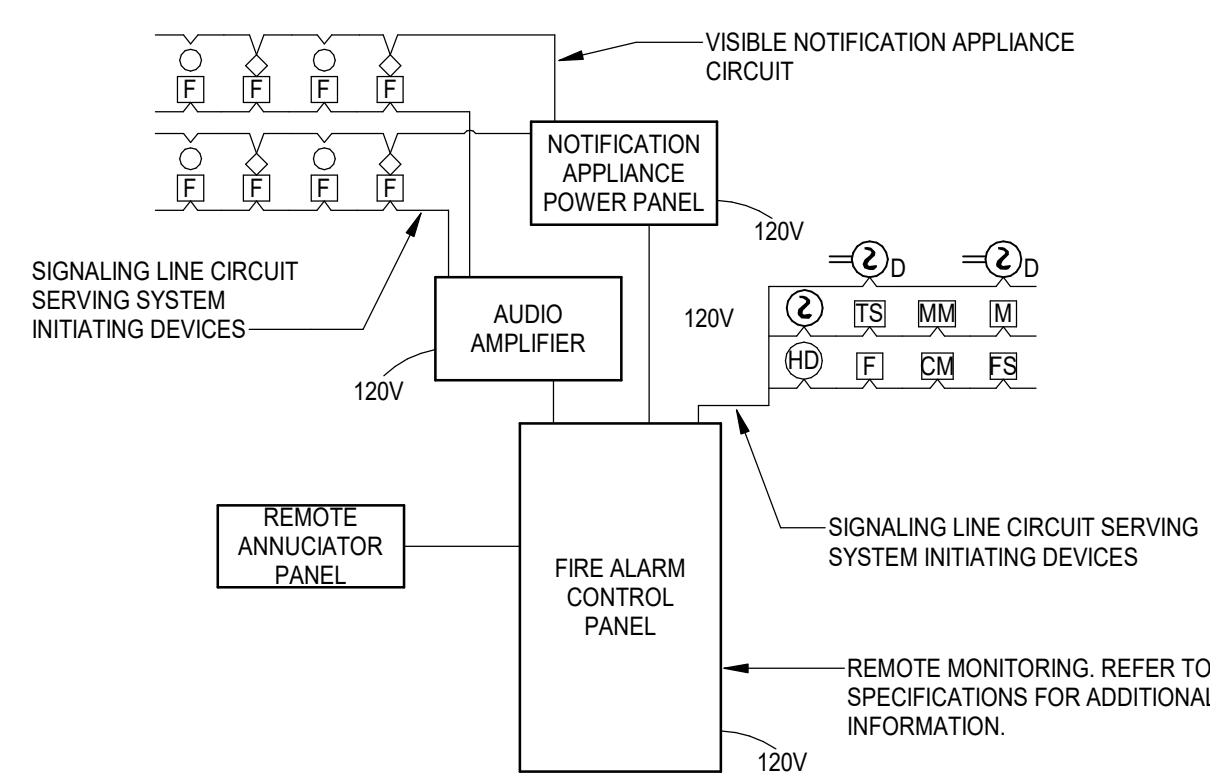 VISIBLE NOTIFICATION APPLIANCE
CIRCUIT
F F F F
F F F F
NOTIFICATION
APPLIANCE
POWER PANEL
120V
SIGNALING LINE CIRCUIT
SERVING SYSTEM
INITIATING DEVICES
AUDIO
AMPLIFIER
120V
120V
D D
TS MM M
HD F CM FS
REMOTE
ANNUCIATOR
PANEL
FIRE ALARM
CONTROL
PANEL
SIGNALING LINE CIRCUIT SERVING
SYSTEM INITIATING DEVICES
REMOTE MONITORING. REFER TO
SPECIFICATIONS FOR ADDITIONAL
INFORMATION.
120V